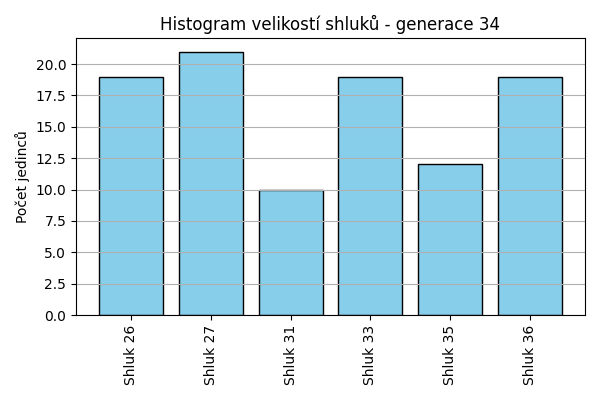 Histogram velikostí shluků - generace 34
Počet jedinců
20.0
17.5
15.0
12.5
10.0
7.5
5.0
2.5
0.0
Shluk 26
Shluk 27
Shluk 31
Shluk 33
Shluk 35
Shluk 36